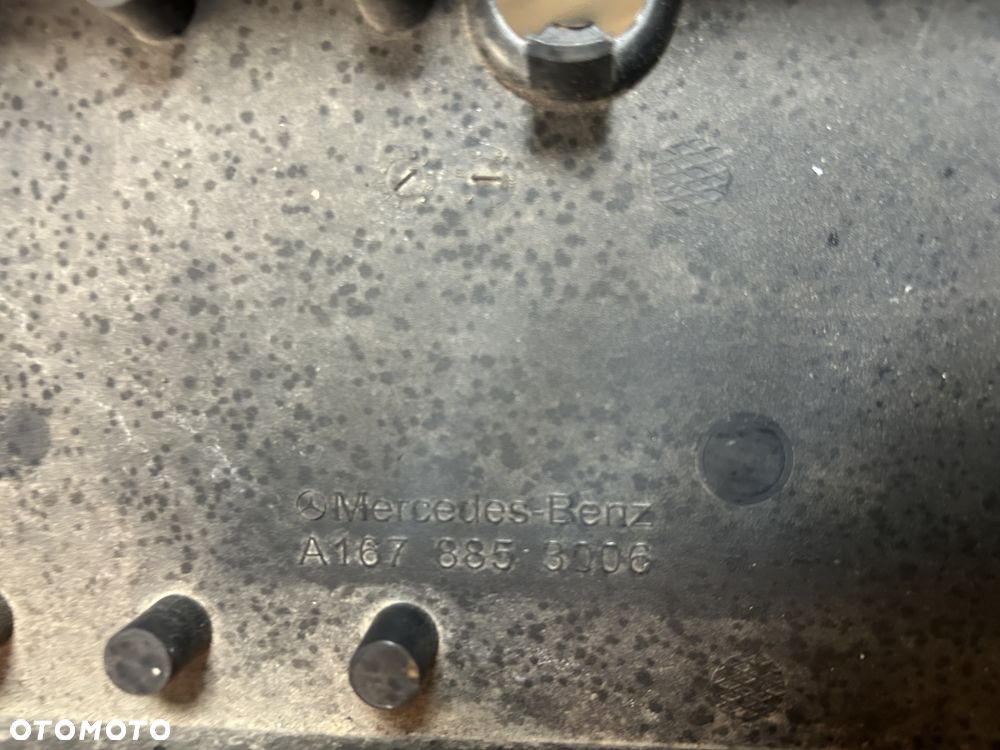 Mercedes-Benz
A167 885 3006
OTOMOTO